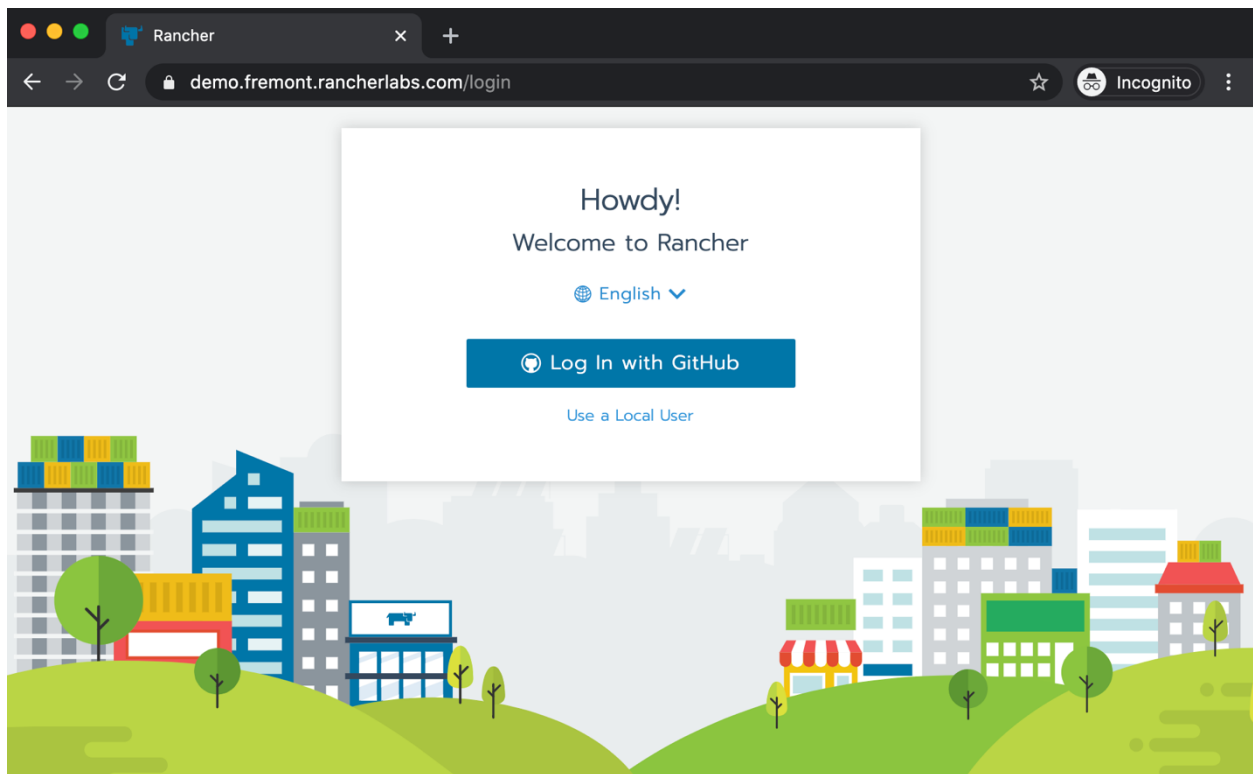 Rancher
demo.fremont.rancherlabs.com/login
Incognito
Howdy!
Welcome to Rancher
English
Log In with GitHub
Use a Local User